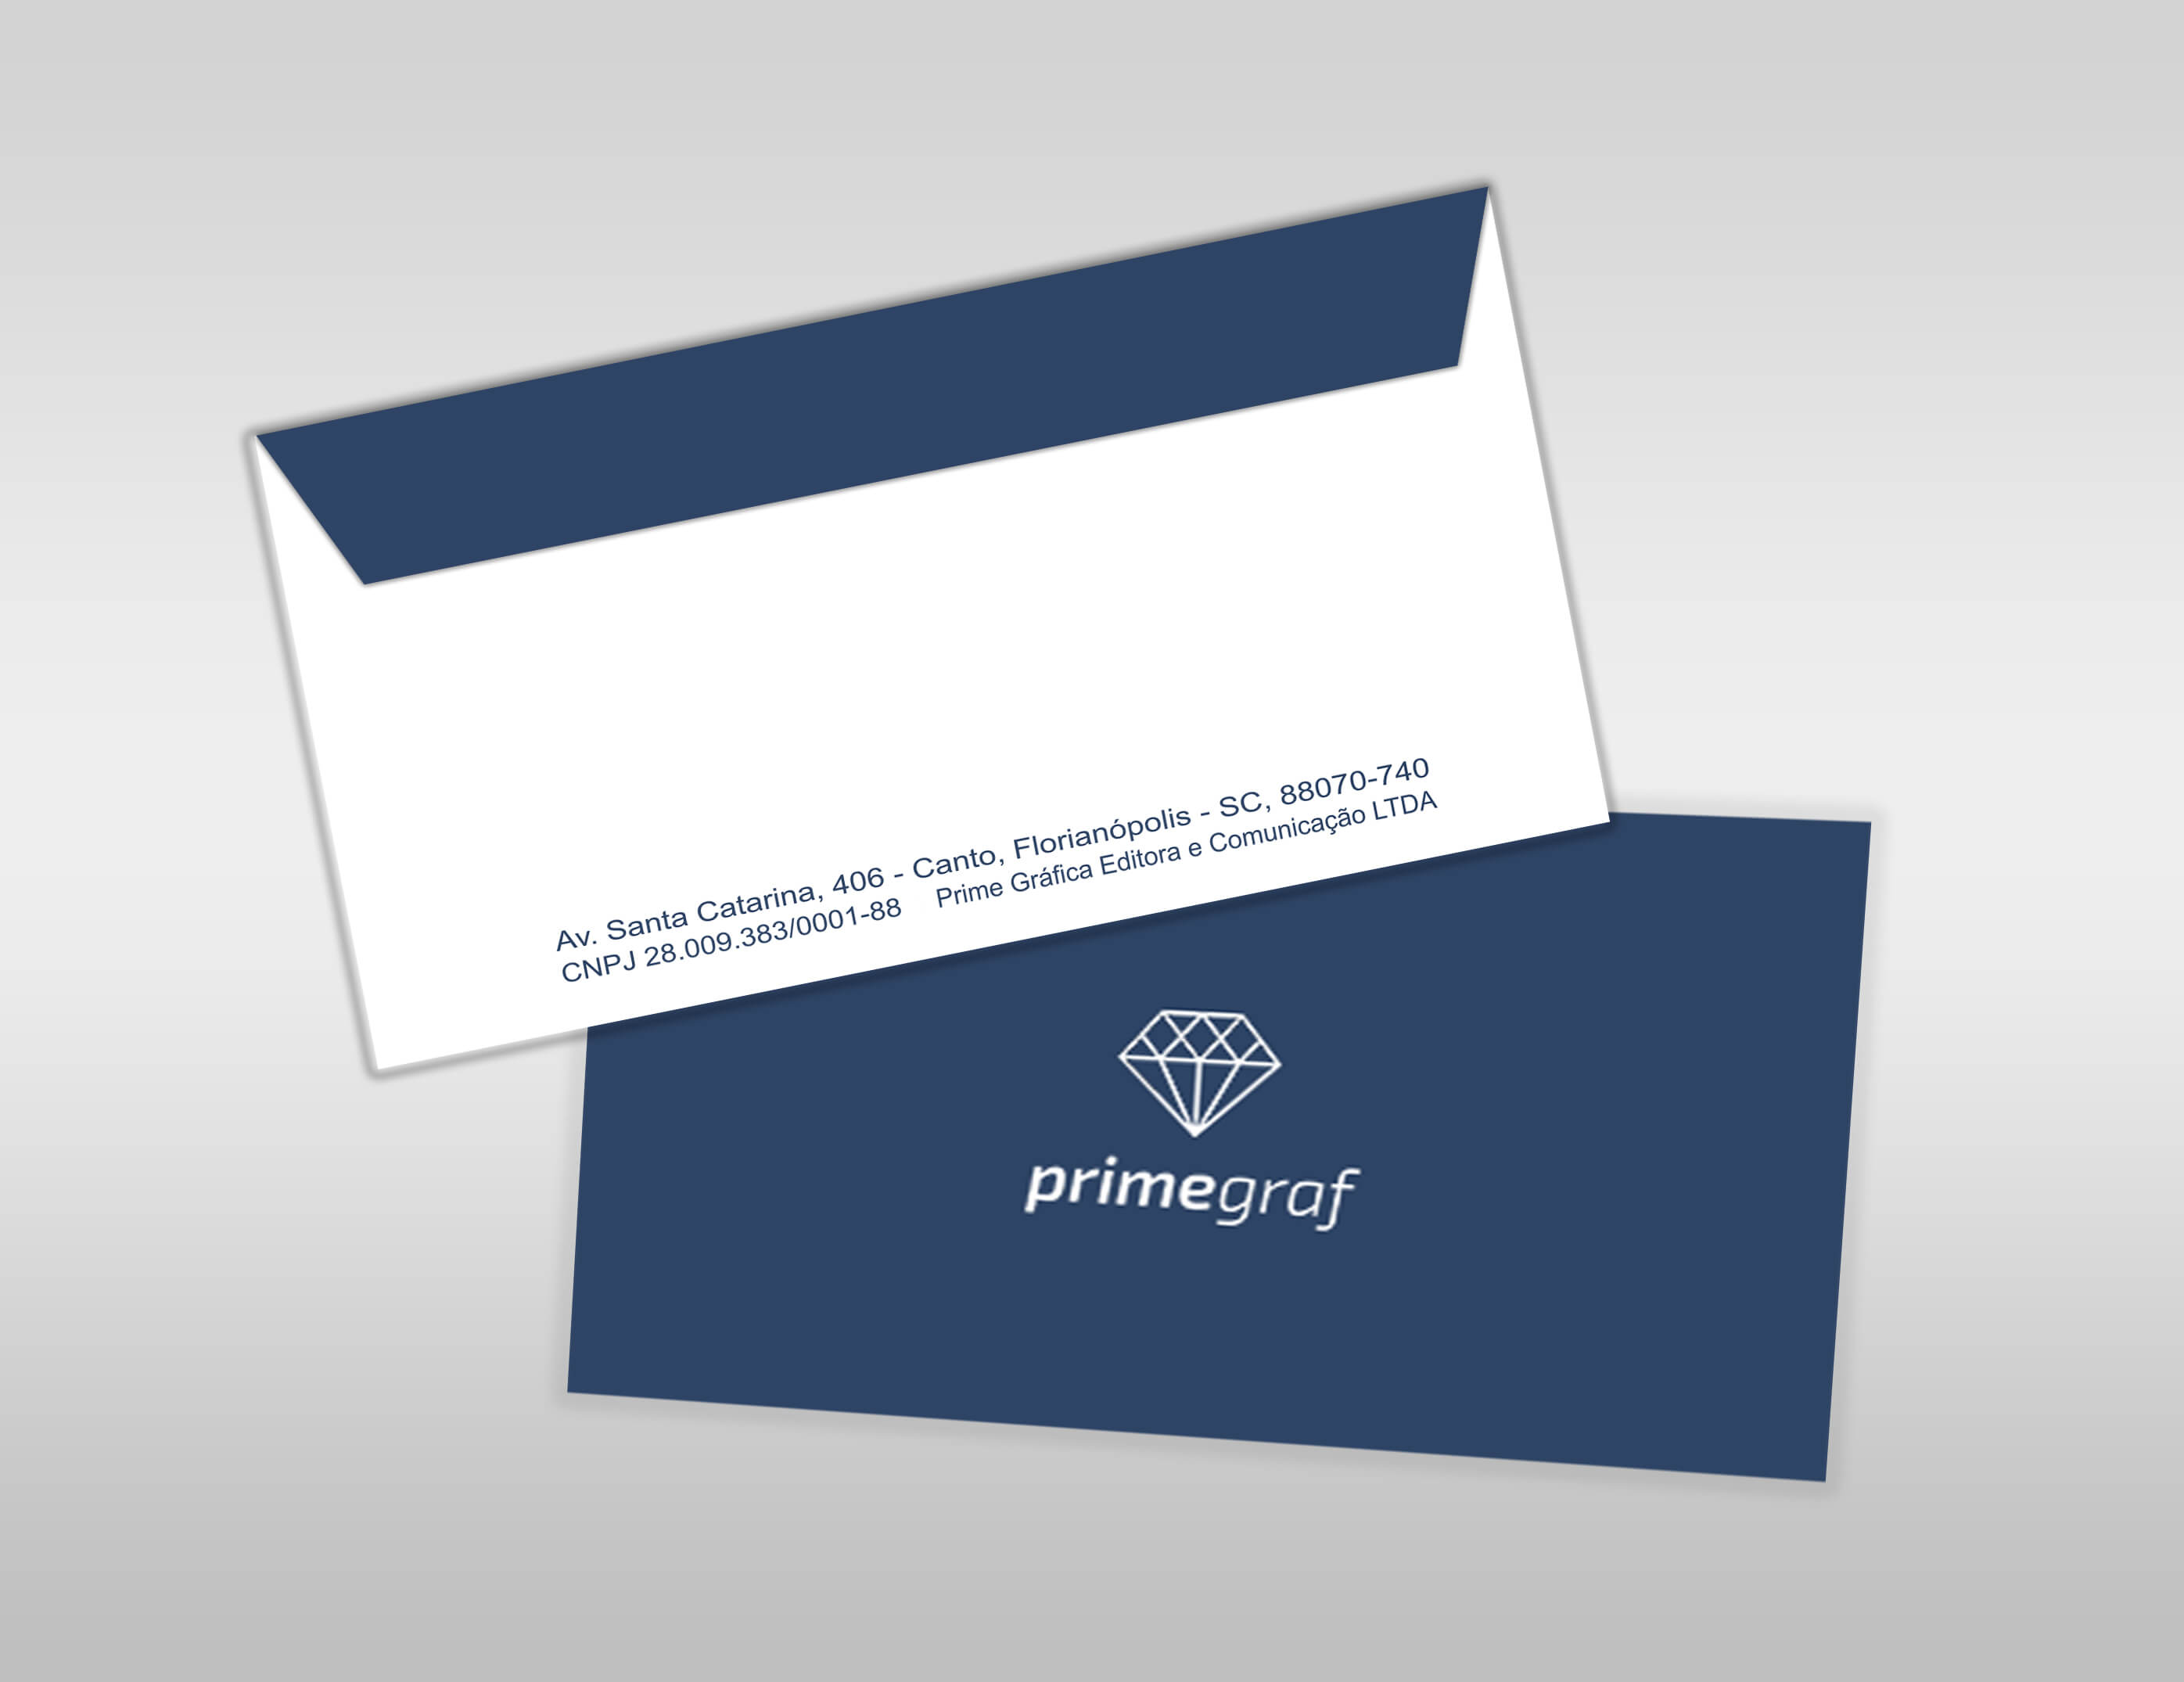 Av. Santa Catarina, 406 - Canto, Florianópolis - SC, 88070-740
CNPJ 28.009.383/0001-88 Prime Gráfica Editora e Comunicação LTDA
primegraf